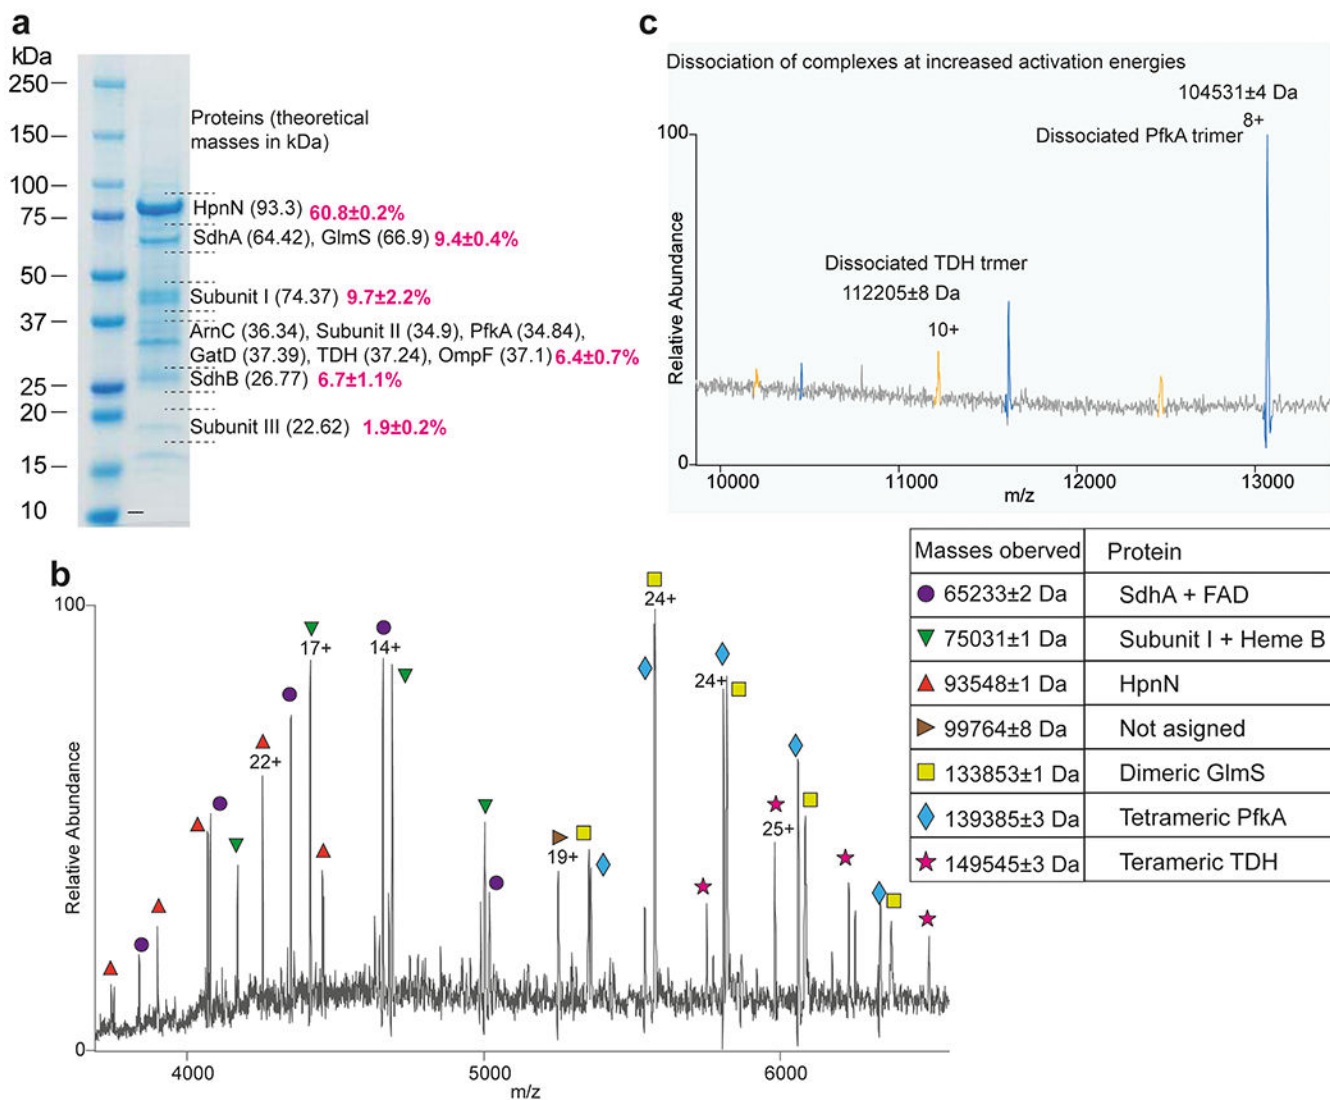 a
kDa
250
150
100
75
50
37
25
20
15
10
Proteins (theoretical
masses in kDa)
HpnN (93.3) 60.8±0.2%
SdhA (64.42), GlmS (66.9) 9.4±0.4%
Subunit I (74.37) 9.7±2.2%
ArnC (36.34), Subunit II (34.9), PfkA (34.84),
GatD (37.39), TDH (37.24), OmpF (37.1) 6.4±0.7%
SdhB (26.77) 6.7±1.1%
Subunit III (22.62) 1.9±0.2%
c
Dissociation of complexes at increased activation energies
104531±4 Da
8+
Dissociated PfkA trimer
Dissociated TDH trmer
112205±8 Da
10+
100
0
Relative Abundance
10000 11000 12000 13000
m/z
b
100
0
Relative Abundance
22+
17+
14+
19+
24+
24+
25+
4000 5000 6000
m/z
Masses oberved Protein
65233±2 Da SdhA + FAD
75031±1 Da Subunit I + Heme B
93548±1 Da HpnN
99764±8 Da Not asigned
133853±1 Da Dimeric GlmS
139385±3 Da Tetrameric PfkA
149545±3 Da Terameric TDH